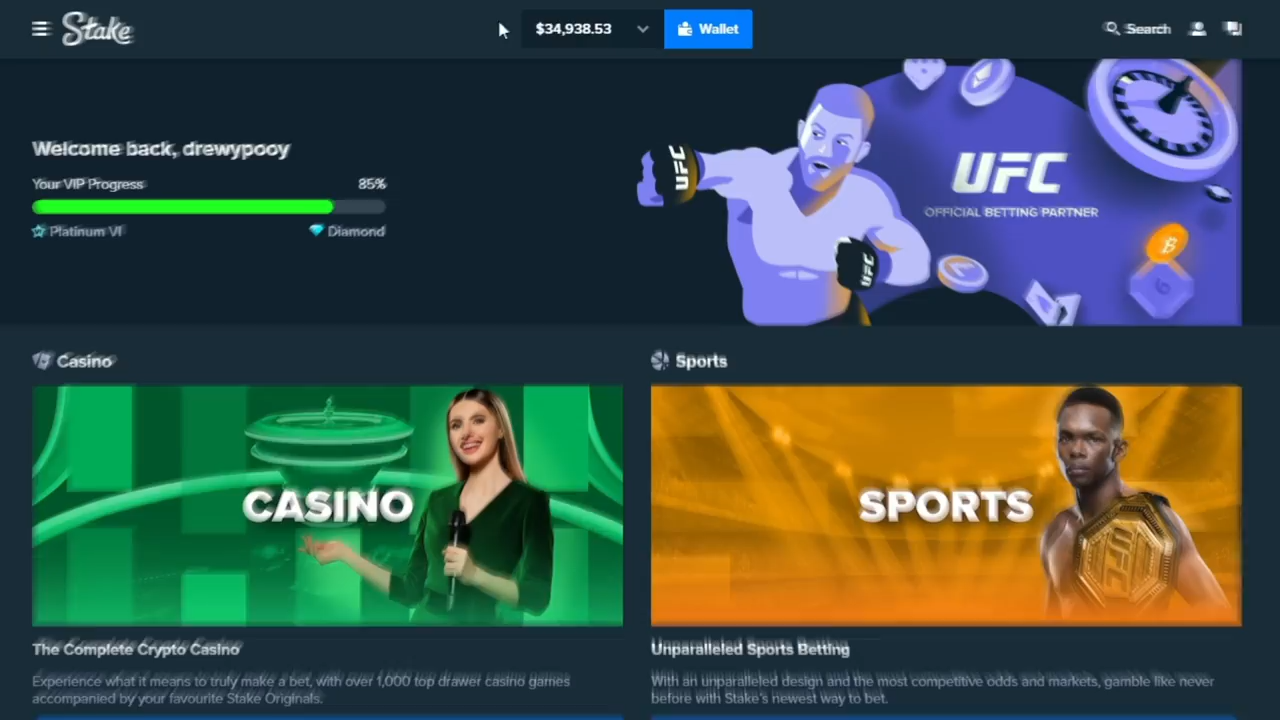 Stake
$34,938.53
Wallet
Search
Welcome back, drewypooy
Your VIP Progress
85%
Platinum VI
Diamond
UFC
UFC
UFC
OFFICIAL BETTING PARTNER
Casino
Sports
CASINO
SPORTS
UFC
The Complete Crypto Casino
Unparalleled Sports Betting
Experience what it means to truly make a bet, with over 1,000 top drawer casino games
accompanied by your favourite Stake Originals.
With an unparalleled design and the most competitive odds and markets, gamble like never
before with Stake's newest way to bet.